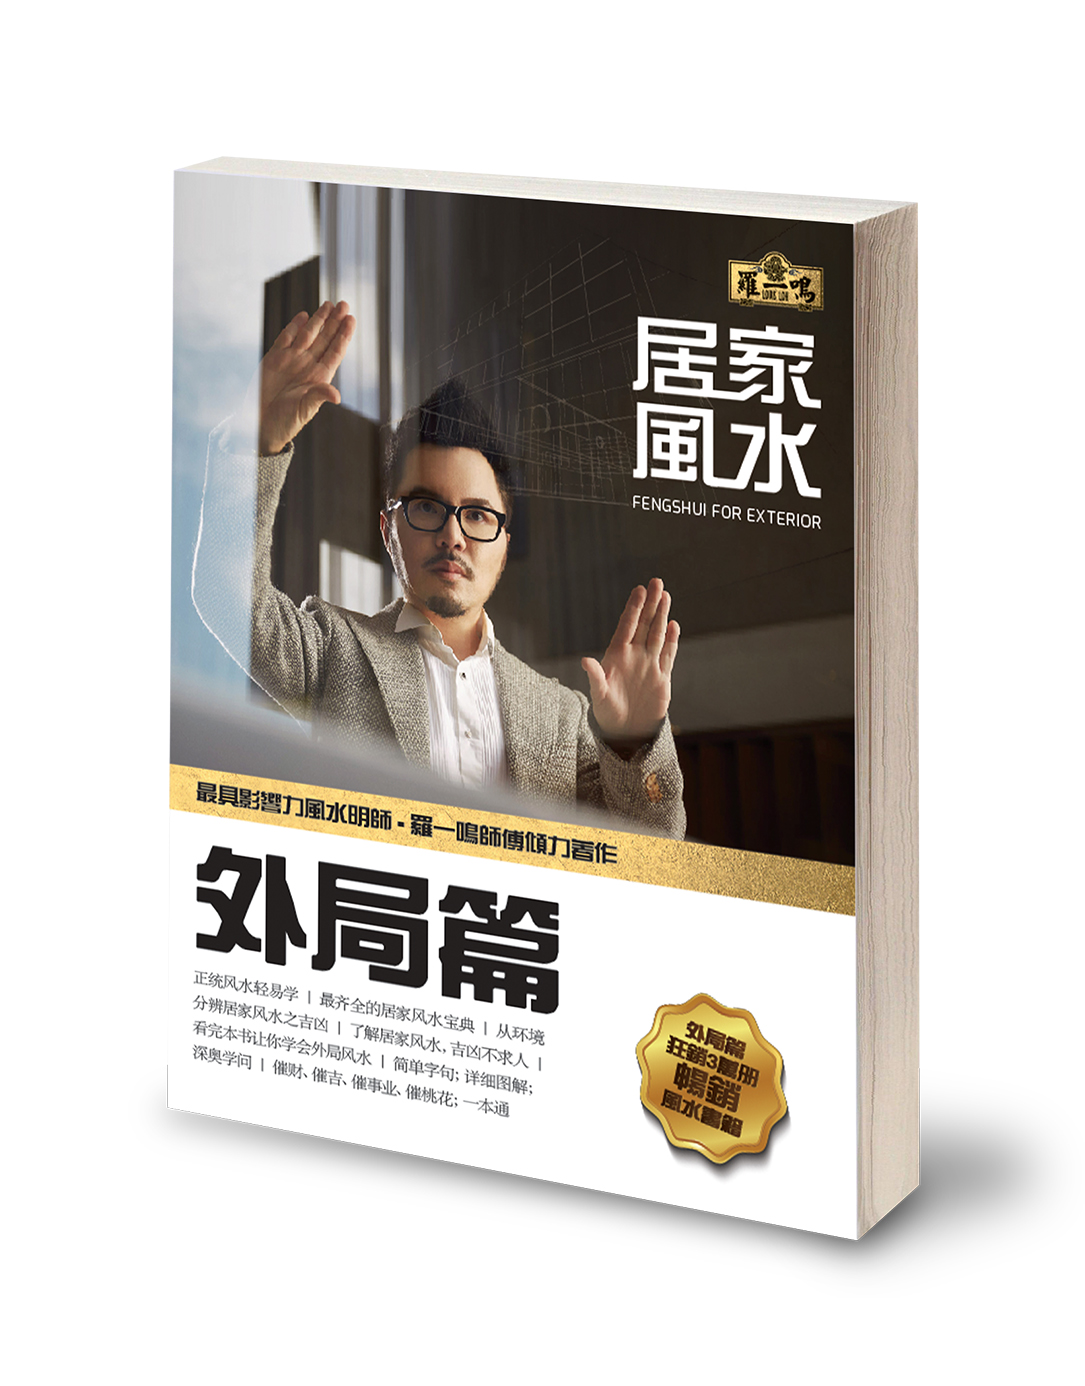 羅一鳴
LOUIS LOH
居家
風水
FENGSHUI FOR EXTERIOR
最具影響力風水明師 · 羅一鳴師傅傾力著作
外局篇
正统风水轻易学 | 最齐全的居家风水宝典 | 从环境
分辨居家风水之吉凶 | 了解居家风水, 吉凶不求人 |
看完本书让你学会外局风水 | 简单字句; 详细图解;
深奥学问 | 催财、催吉、催事业、催桃花; 一本通
外局篇
狂銷3萬册
暢銷
風水書籍